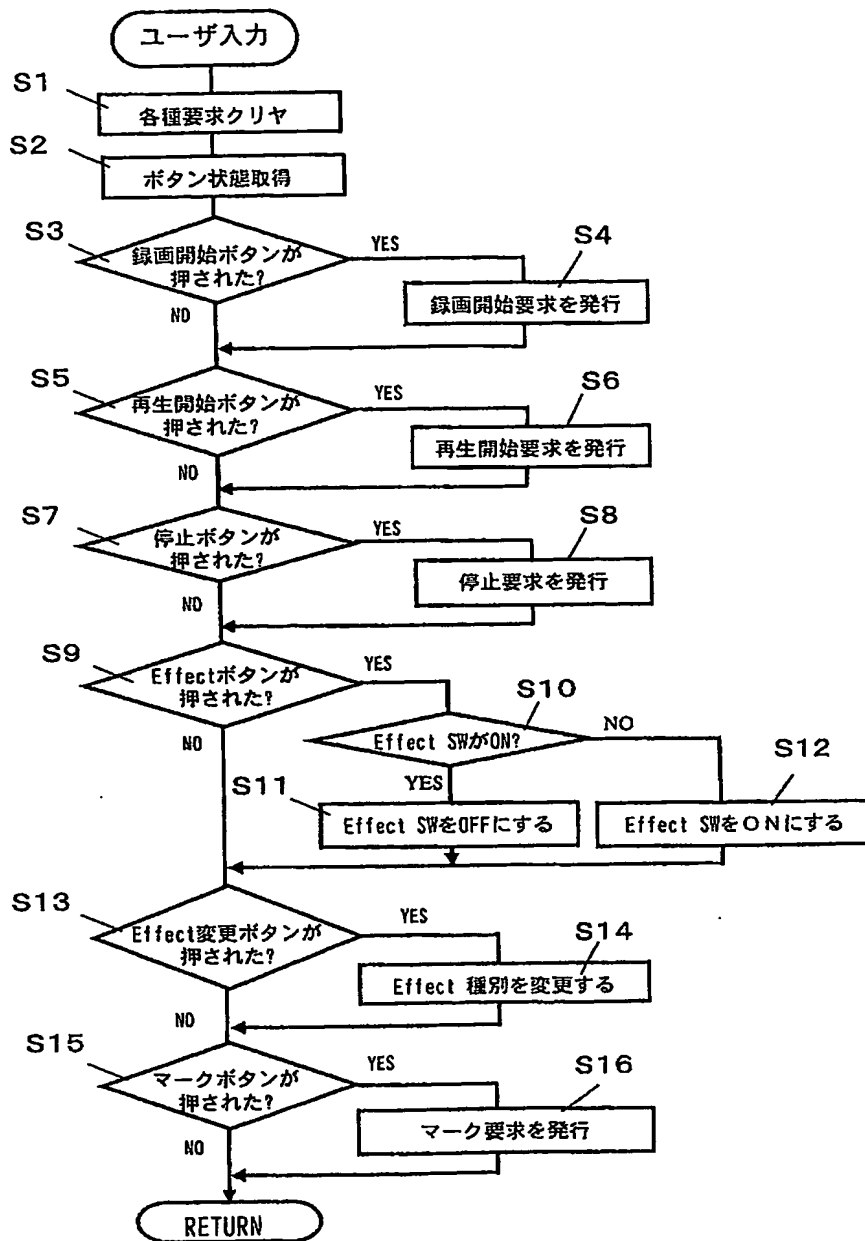 ユーザ入力
S1
各種要求クリヤ
S2
ボタン状態取得
S3
録画開始ボタンが
押された?
YES
NO
S4
録画開始要求を発行
S5
再生開始ボタンが
押された?
YES
NO
S6
再生開始要求を発行
S7
停止ボタンが
押された?
YES
NO
S8
停止要求を発行
S9
Effectボタンが
押された?
YES
NO
S10
Effect SWがON?
NO
YES
S11
Effect SWをOFFにする
S12
Effect SWをONにする
S13
Effect変更ボタンが
押された?
YES
NO
S14
Effect 種別を変更する
S15
マークボタンが
押された?
YES
NO
S16
マーク要求を発行
RETURN